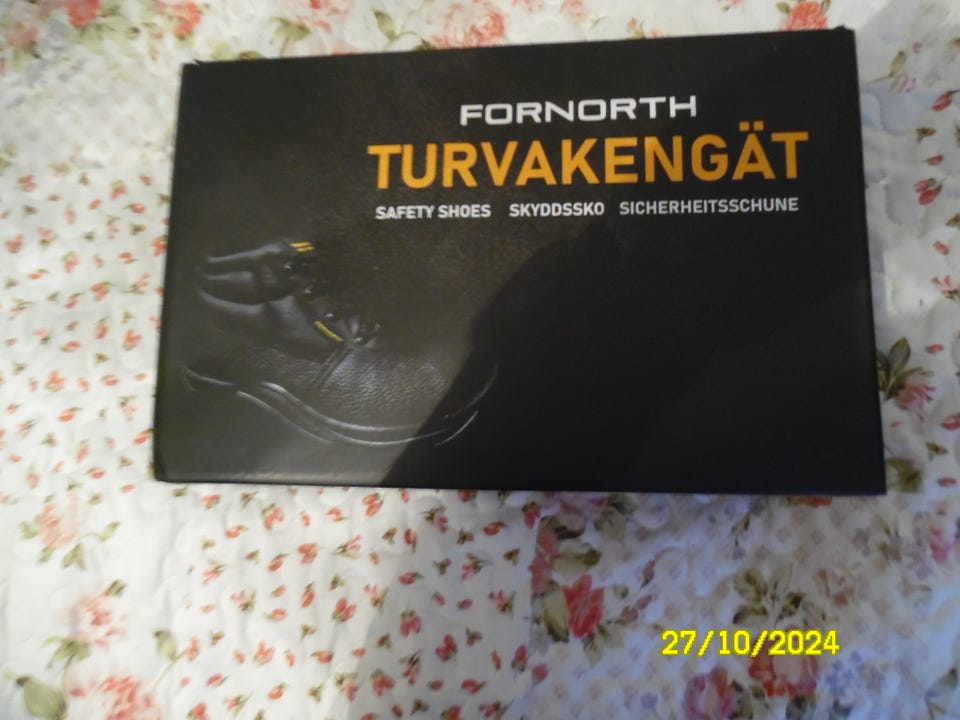 FORNORTH
TURVAKENGÄT
SAFETY SHOES SKYDDSSKO SICHERHEITSSCHUNE
27/10/2024